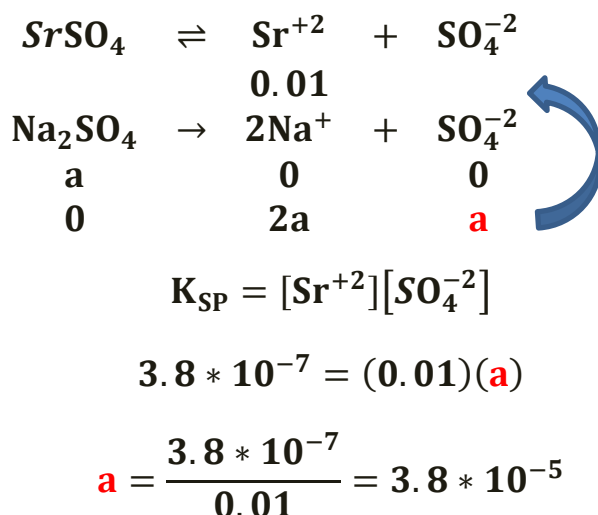 SrSO₄ ⇌ Sr⁺² + SO₄⁻²
0.01
Na₂SO₄ → 2Na⁺ + SO₄⁻²
a 0 0
0 2a a
K_SP = [Sr⁺²][SO₄⁻²]
3.8 * 10⁻⁷ = (0.01)(a)
a = 3.8 * 10⁻⁷ / 0.01 = 3.8 * 10⁻⁵